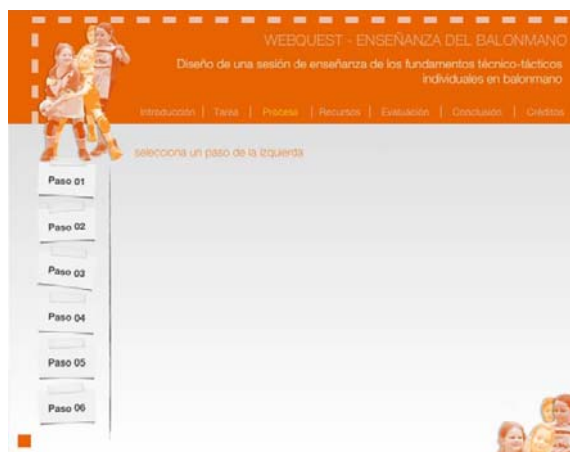 WEBQUEST - ENSEÑANZA DEL BALONMANO
Diseño de una sesión de enseñanza de los fundamentos técnico-tácticos
individuales en balonmano
Introducción | Tarea | Proceso | Recursos | Evaluación | Conclusión | Créditos
selecciona un paso de la izquierda
Paso 01
Paso 02
Paso 03
Paso 04
Paso 05
Paso 06